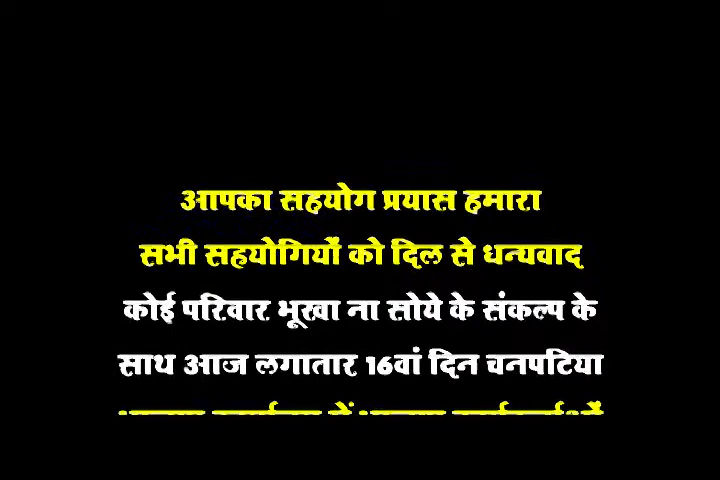 आपका सहयोग प्रयास हमारा
सभी सहयोगियों को दिल से धन्यवाद
कोई परिवार भूखा ना सोये के संकल्प के
साथ आज लगातार 16वां दिन चनपटिया